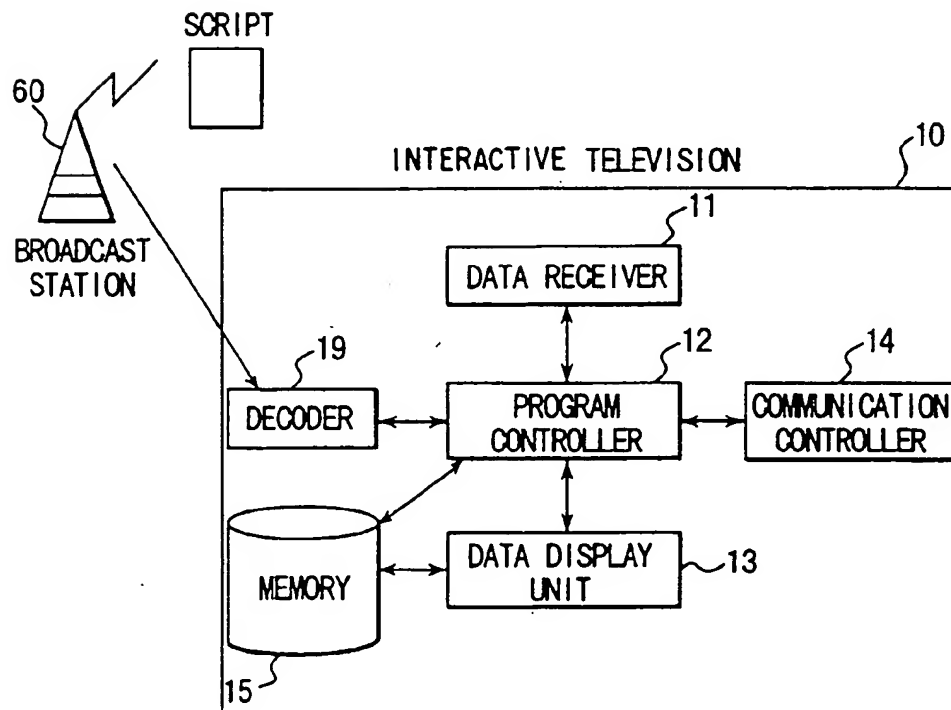 SCRIPT
60
BROADCAST
STATION
INTERACTIVE TELEVISION
10
11
DATA RECEIVER
19
DECODER
12
PROGRAM
CONTROLLER
14
COMMUNICATION
CONTROLLER
MEMORY
15
DATA DISPLAY
UNIT
13